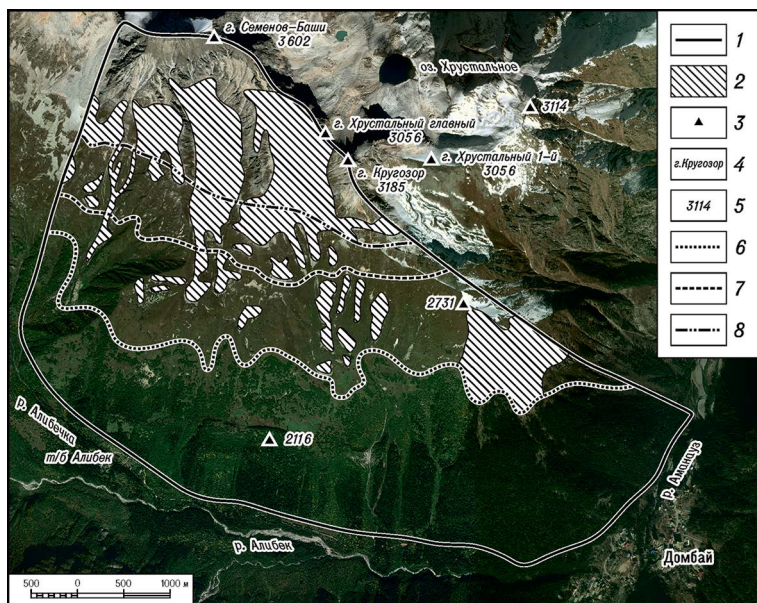 г. Семенов-Баши
3602
оз. Хрустальное
3114
г. Хрустальный главный
3056
г. Хрустальный 1-й
3056
г. Кругозор
3185
2731
2116
р. Алибечка
т/б Алибек
р. Алибек
р. Аманауз
Домбай
500 0 500 1000 м
1
2
3
г.Кругозор 4
3114 5
6
7
8